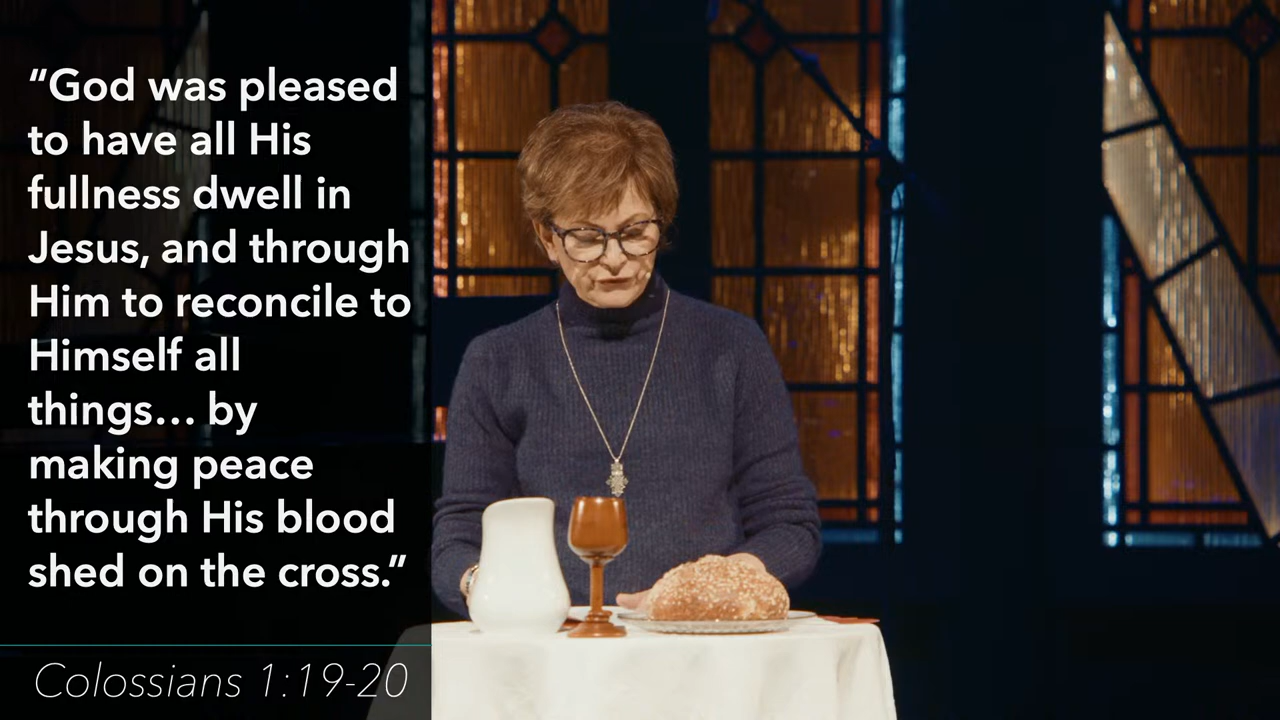 “God was pleased
to have all His
fullness dwell in
Jesus, and through
Him to reconcile to
Himself all
things… by
making peace
through His blood
shed on the cross.”
Colossians 1:19-20